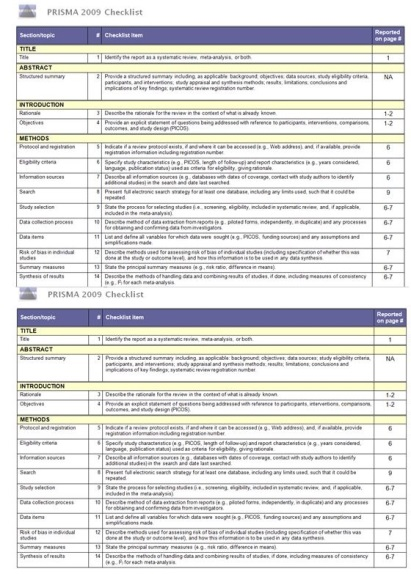 PRISMA 2009 Checklist
Section/topic # Checklist item Reported on page #
TITLE
Title 1 Identify the report as a systematic review, meta-analysis, or both. 1
ABSTRACT
Structured summary 2 Provide a structured summary including, as applicable: background; objectives; data sources; study eligibility criteria, NA
participants, and interventions; study appraisal and synthesis methods; results; limitations; conclusions and
implications of key findings; systematic review registration number.
INTRODUCTION
Rationale 3 Describe the rationale for the review in the context of what is already known. 1-2
Objectives 4 Provide an explicit statement of questions being addressed with reference to participants, interventions, comparisons, 1-2
outcomes, and study design (PICOS).
METHODS
Protocol and registration 5 Indicate if a review protocol exists, if and where it can be accessed (e.g., Web address), and, if available, provide 6
registration information including registration number.
Eligibility criteria 6 Specify study characteristics (e.g., PICOS, length of follow-up) and report characteristics (e.g., years considered, 6
language, publication status) used as criteria for eligibility, giving rationale.
Information sources 7 Describe all information sources (e.g., databases with dates of coverage, contact with study authors to identify 6
additional studies) in the search and date last searched.
Search 8 Present full electronic search strategy for at least one database, including any limits used, such that it could be 9
repeated.
Study selection 9 State the process for selecting studies (i.e., screening, eligibility, included in systematic review, and, if applicable, 6-7
included in the meta-analysis).
Data collection process 10 Describe method of data extraction from reports (e.g., piloted forms, independently, in duplicate) and any processes 6-7
for obtaining and confirming data from investigators.
Data items 11 List and define all variables for which data were sought (e.g., PICOS, funding sources) and any assumptions and 6-7
simplifications made.
Risk of bias in individual studies 12 Describe methods used for assessing risk of bias of individual studies (including specification of whether this was 7
done at the study or outcome level), and how this information is to be used in any data synthesis.
Summary measures 13 State the principal summary measures (e.g., risk ratio, difference in means). 6-7
Synthesis of results 14 Describe the methods of handling data and combining results of studies, if done, including measures of consistency 6-7
(e.g., I²) for each meta-analysis.
PRISMA 2009 Checklist
Section/topic # Checklist item Reported on page #
TITLE
Title 1 Identify the report as a systematic review, meta-analysis, or both. 1
ABSTRACT
Structured summary 2 Provide a structured summary including, as applicable: background; objectives; data sources; study eligibility criteria, NA
participants, and interventions; study appraisal and synthesis methods; results; limitations; conclusions and
implications of key findings; systematic review registration number.
INTRODUCTION
Rationale 3 Describe the rationale for the review in the context of what is already known. 1-2
Objectives 4 Provide an explicit statement of questions being addressed with reference to participants, interventions, comparisons, 1-2
outcomes, and study design (PICOS).
METHODS
Protocol and registration 5 Indicate if a review protocol exists, if and where it can be accessed (e.g., Web address), and, if available, provide 6
registration information including registration number.
Eligibility criteria 6 Specify study characteristics (e.g., PICOS, length of follow-up) and report characteristics (e.g., years considered, 6
language, publication status) used as criteria for eligibility, giving rationale.
Information sources 7 Describe all information sources (e.g., databases with dates of coverage, contact with study authors to identify 6
additional studies) in the search and date last searched.
Search 8 Present full electronic search strategy for at least one database, including any limits used, such that it could be 9
repeated.
Study selection 9 State the process for selecting studies (i.e., screening, eligibility, included in systematic review, and, if applicable, 6-7
included in the meta-analysis).
Data collection process 10 Describe method of data extraction from reports (e.g., piloted forms, independently, in duplicate) and any processes 6-7
for obtaining and confirming data from investigators.
Data items 11 List and define all variables for which data were sought (e.g., PICOS, funding sources) and any assumptions and 6-7
simplifications made.
Risk of bias in individual studies 12 Describe methods used for assessing risk of bias of individual studies (including specification of whether this was 7
done at the study or outcome level), and how this information is to be used in any data synthesis.
Summary measures 13 State the principal summary measures (e.g., risk ratio, difference in means). 6-7
Synthesis of results 14 Describe the methods of handling data and combining results of studies, if done, including measures of consistency 6-7
(e.g., I²) for each meta-analysis.